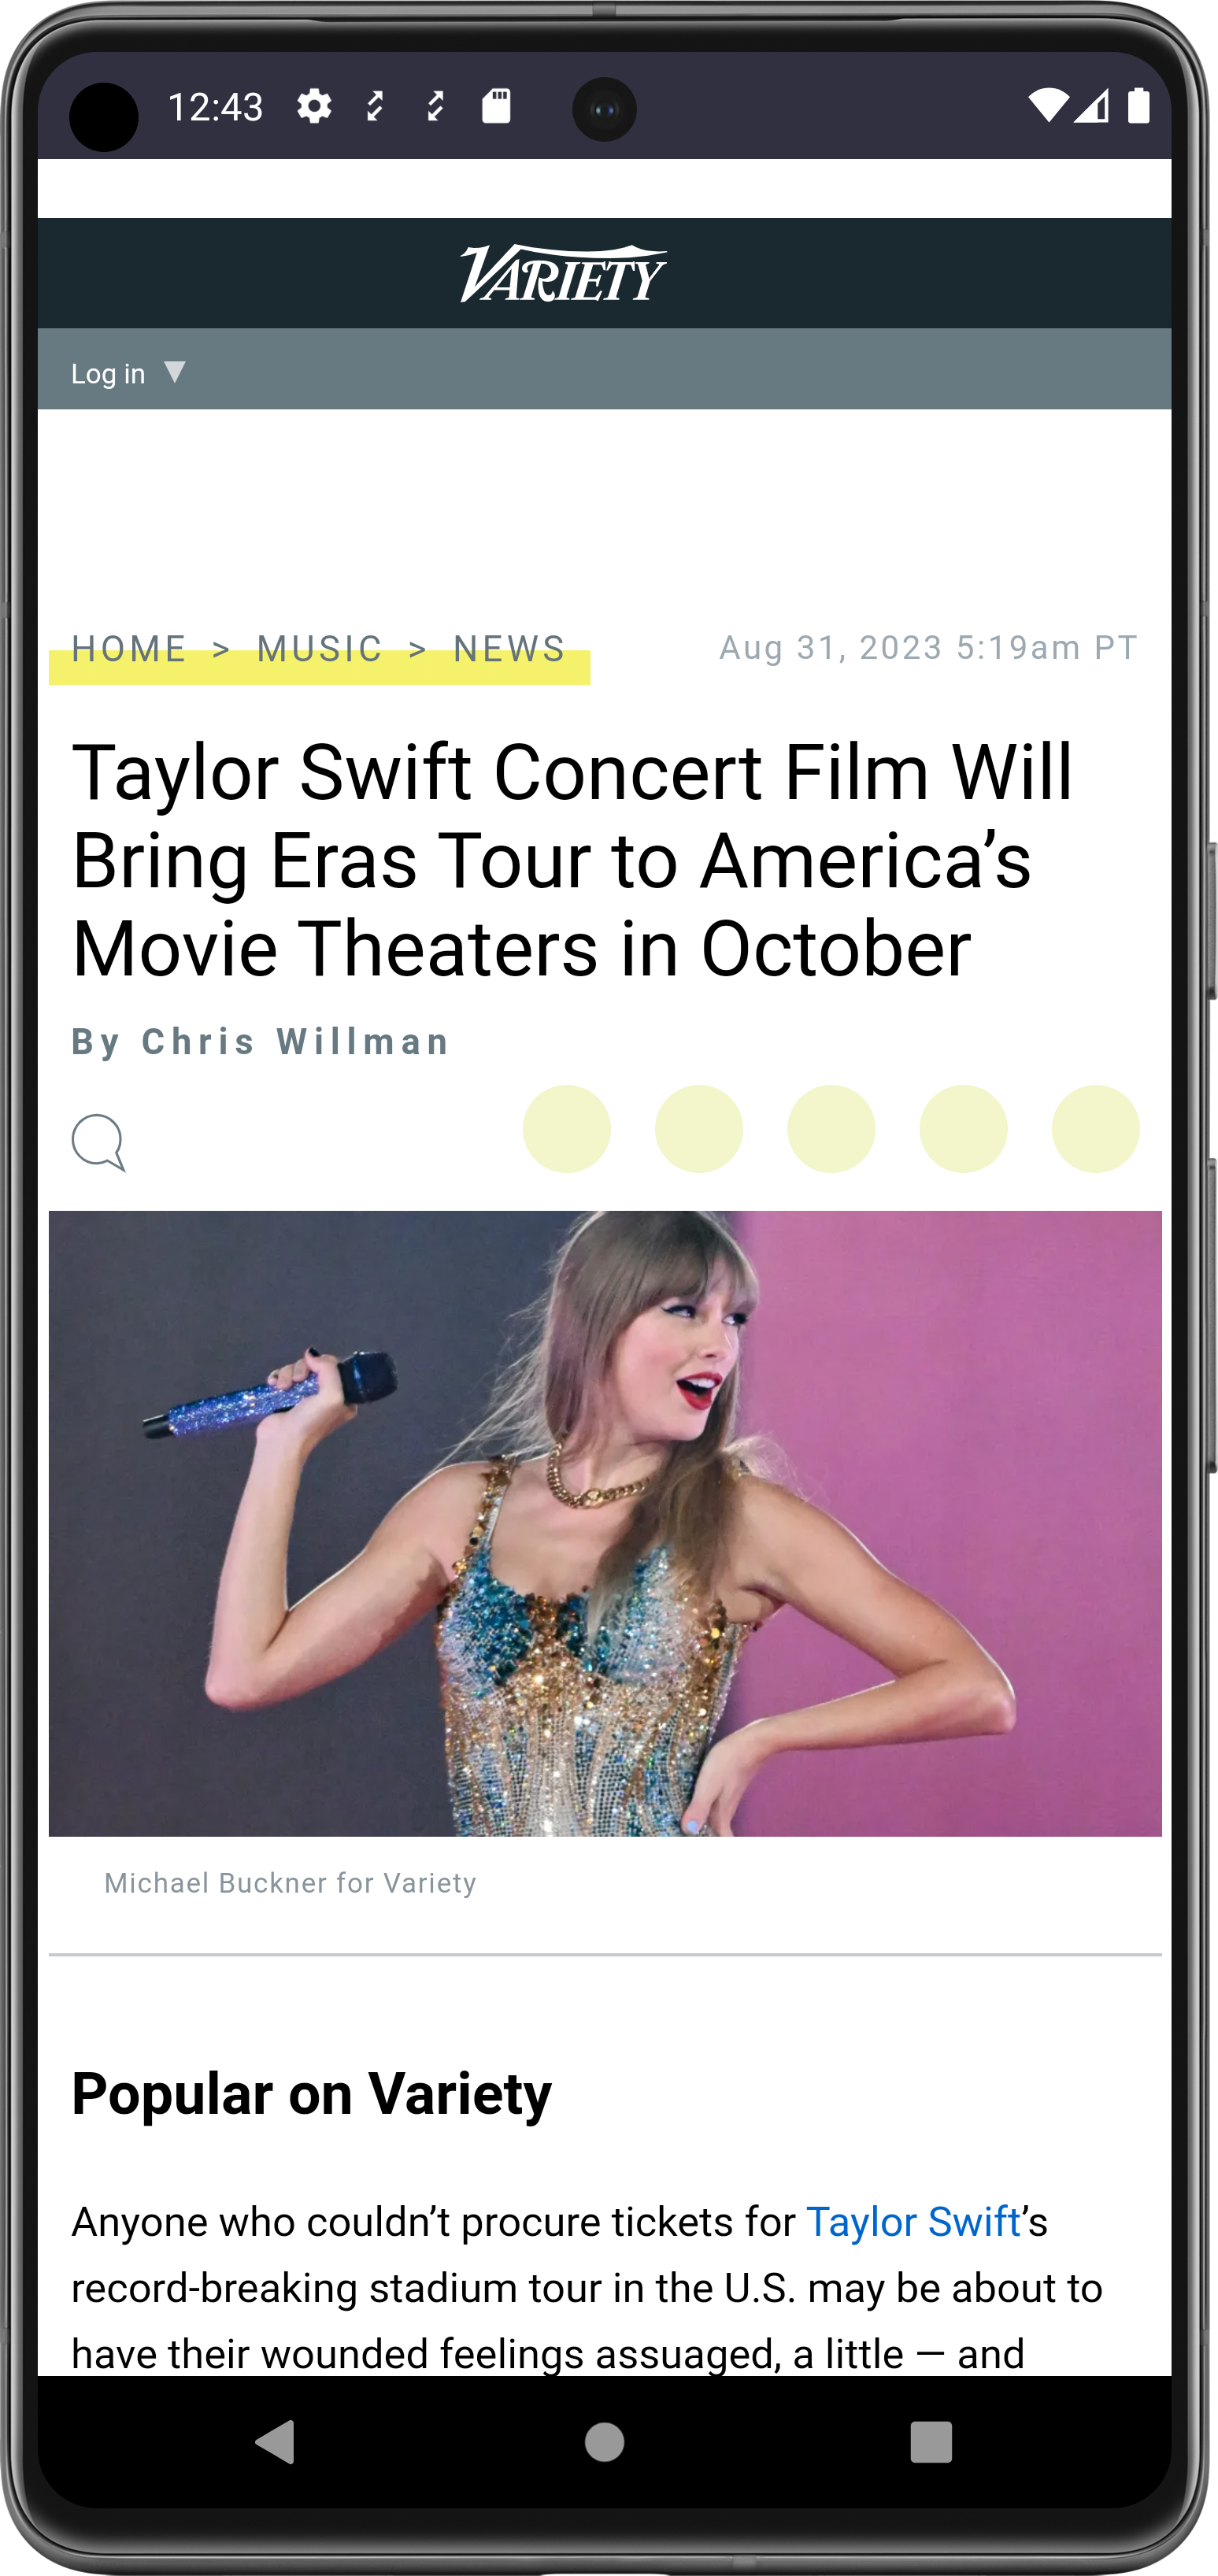 12:43
VARIETY
Log in
HOME > MUSIC > NEWS
Aug 31, 2023 5:19am PT
Taylor Swift Concert Film Will
Bring Eras Tour to America’s
Movie Theaters in October
By Chris Willman
Michael Buckner for Variety
Popular on Variety
Anyone who couldn’t procure tickets for Taylor Swift’s
record-breaking stadium tour in the U.S. may be about to
have their wounded feelings assuaged, a little — and